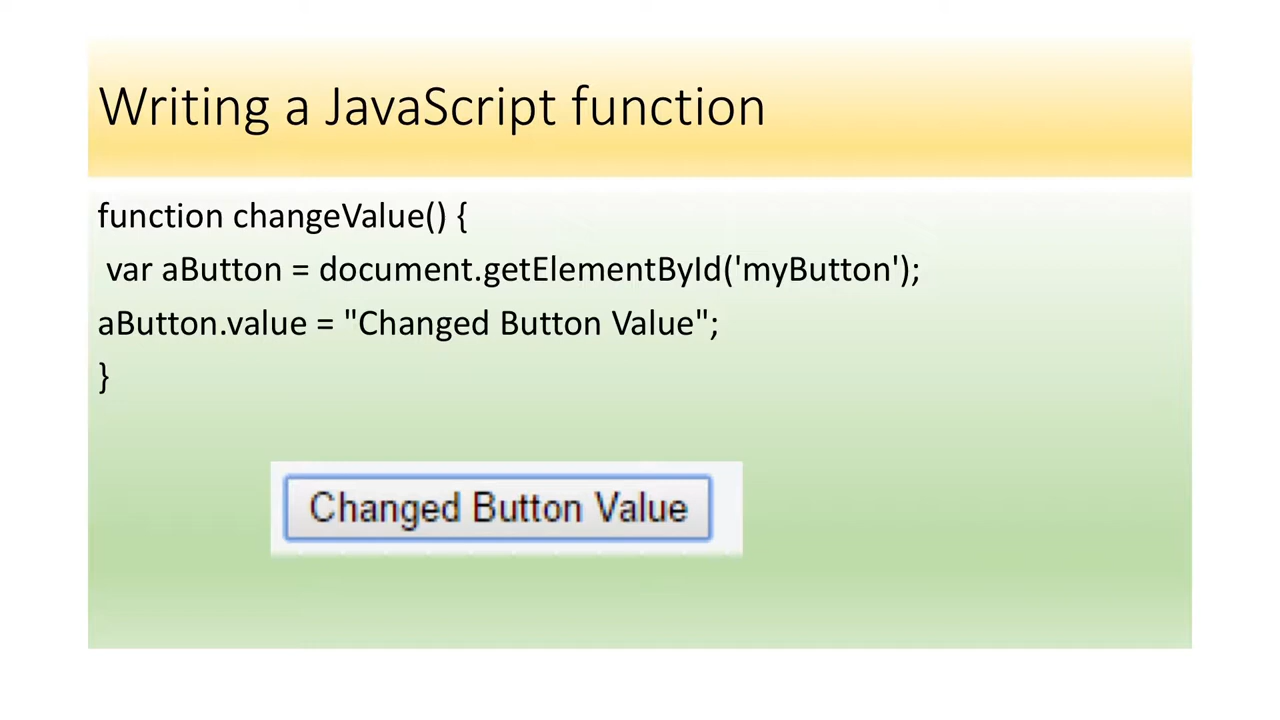 Writing a JavaScript function
function changeValue() {
var aButton = document.getElementById('myButton');
aButton.value = "Changed Button Value";
}
Changed Button Value